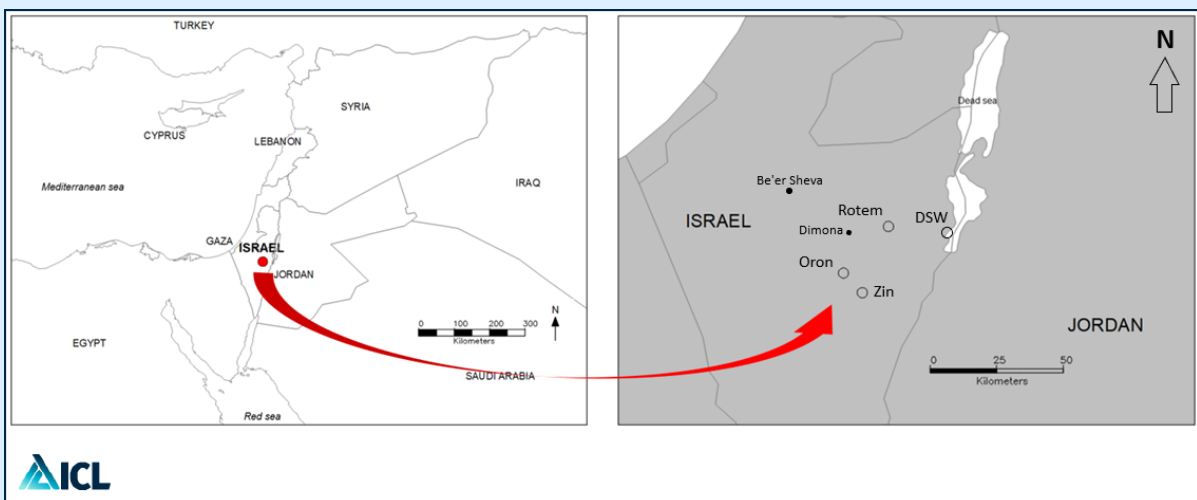 TURKEY
SYRIA
CYPRUS
LEBANON
Mediterranean sea
IRAQ
GAZA
ISRAEL
JORDAN
0 100 200 300
Kilometers
N
EGYPT
SAUDI ARABIA
Red sea
N
Dead sea
Be'er Sheva
ISRAEL
Rotem
DSW
Dimona
Oron
Zin
JORDAN
0 25 50
Kilometers
ICL